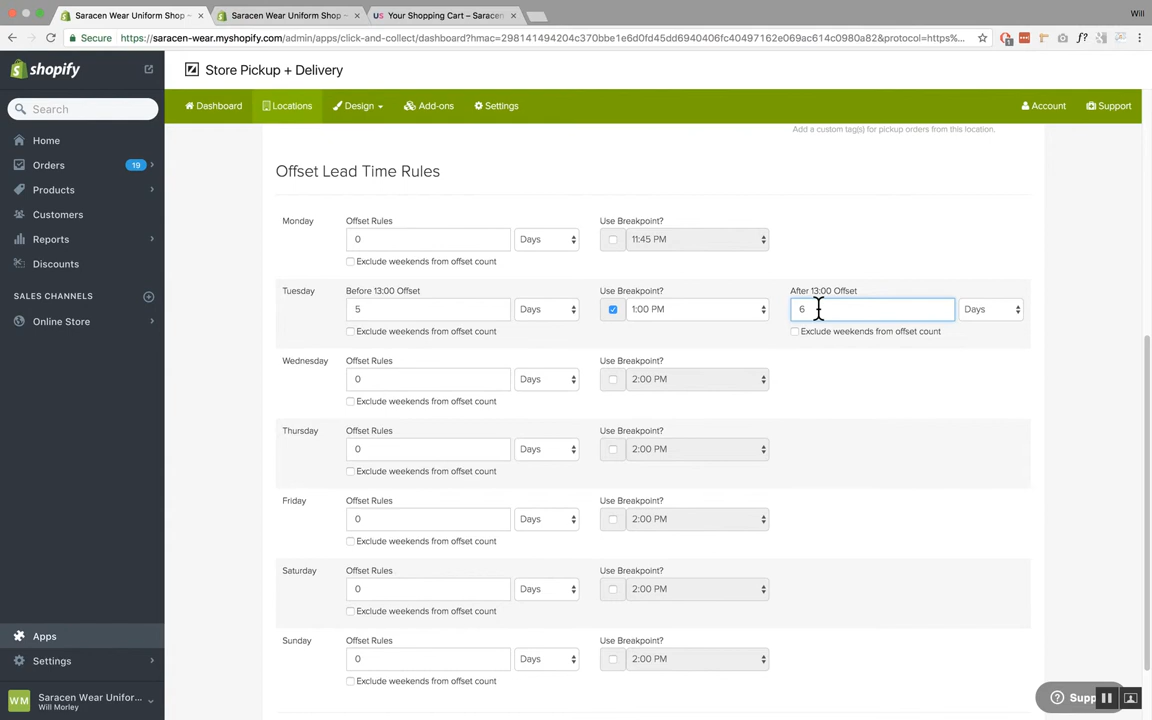 Saracen Wear Uniform Shop ~ ×
Saracen Wear Uniform Shop ~ ×
US Your Shopping Cart – Saracen ×
Will
Secure https://saracen-wear.myshopify.com/admin/apps/click-and-collect/dashboard?hmac=298141494204c370bbe1e6d0fd45dd6940406fc40497162e069ac614c0980a82&protocol=https%...
shopify
Store Pickup + Delivery
Search
Dashboard Locations Design Add-ons Settings Account Support
Home
Orders 19
Products
Customers
Reports
Discounts
SALES CHANNELS
Online Store
Apps
Settings
WM Saracen Wear Unifor...
Will Morley
Add a custom tag(s) for pickup orders from this location.
Offset Lead Time Rules
Monday Offset Rules Use Breakpoint?
0 Days 11:45 PM
Exclude weekends from offset count
Tuesday Before 13:00 Offset Use Breakpoint? After 13:00 Offset
5 Days 1:00 PM 6 Days
Exclude weekends from offset count Exclude weekends from offset count
Wednesday Offset Rules Use Breakpoint?
0 Days 2:00 PM
Exclude weekends from offset count
Thursday Offset Rules Use Breakpoint?
0 Days 2:00 PM
Exclude weekends from offset count
Friday Offset Rules Use Breakpoint?
0 Days 2:00 PM
Exclude weekends from offset count
Saturday Offset Rules Use Breakpoint?
0 Days 2:00 PM
Exclude weekends from offset count
Sunday Offset Rules Use Breakpoint?
0 Days 2:00 PM
Exclude weekends from offset count